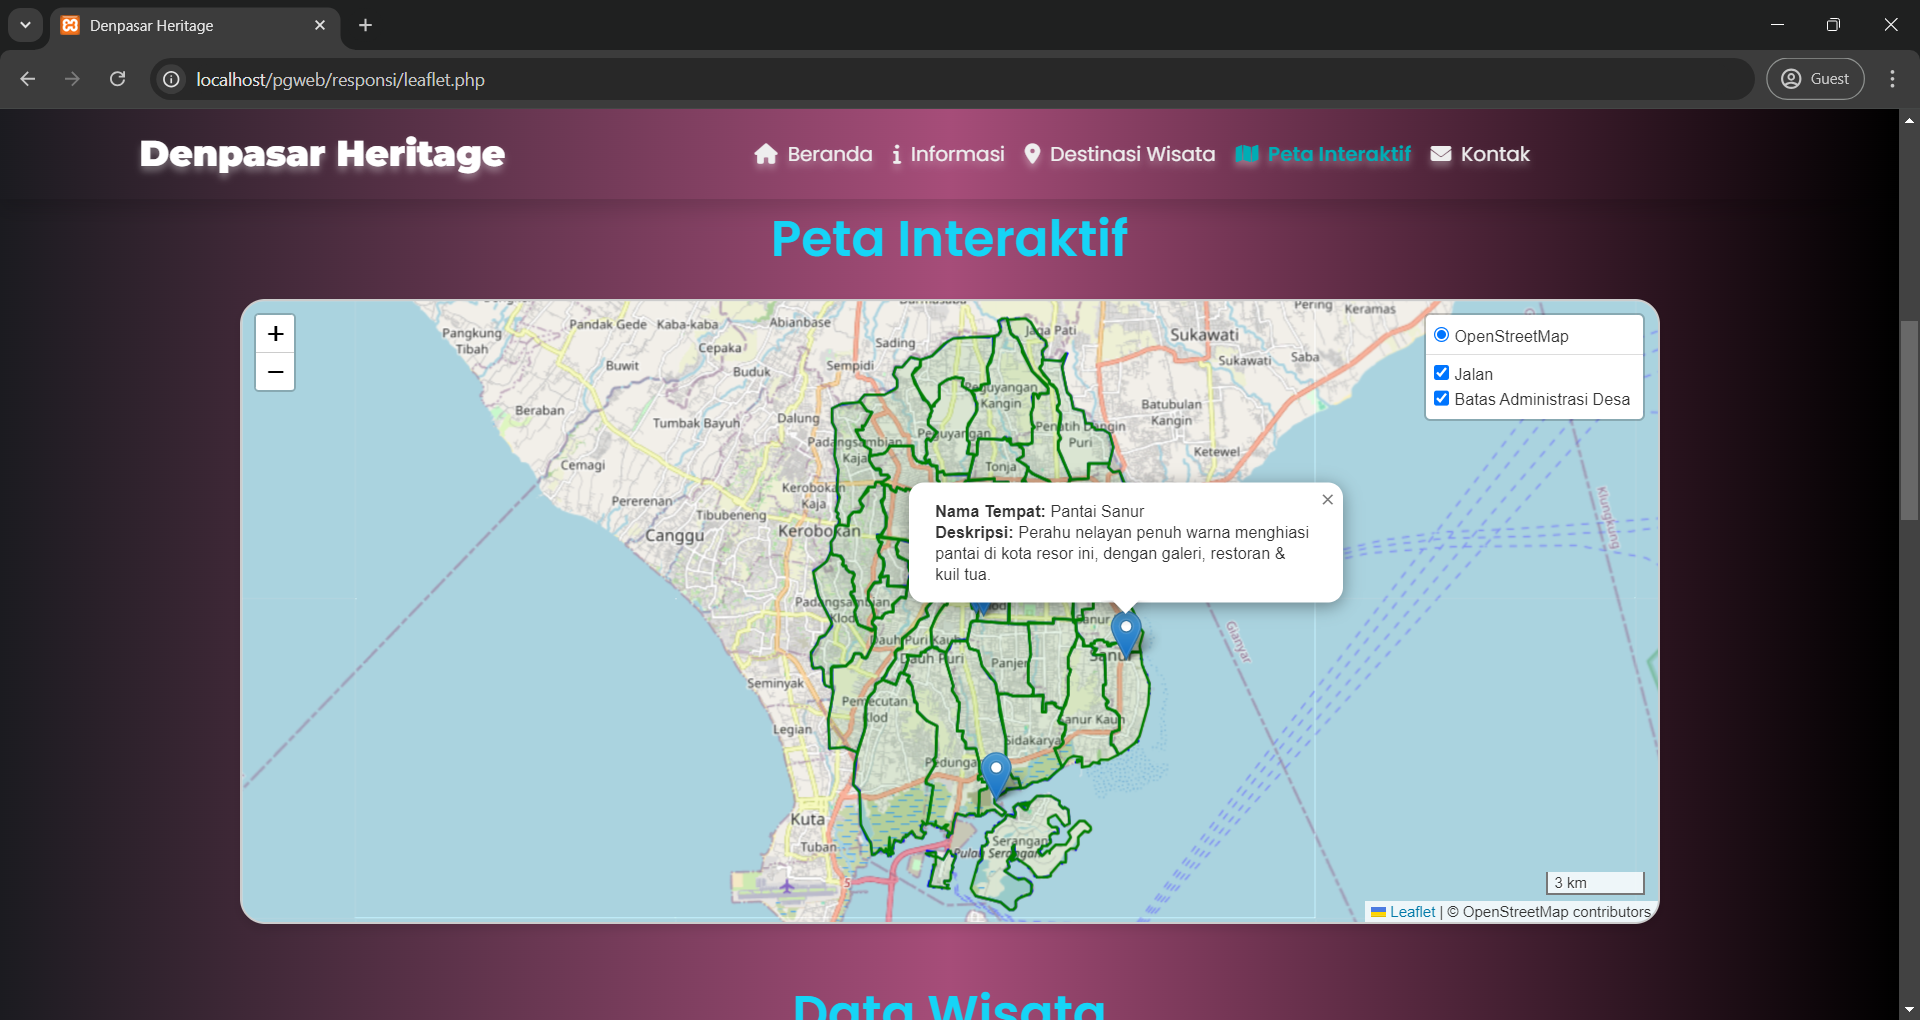 Denpasar Heritage
localhost/pgweb/responsi/leaflet.php
Guest
Denpasar Heritage
Beranda
Informasi
Destinasi Wisata
Peta Interaktif
Kontak
Peta Interaktif
+
−
OpenStreetMap
Jalan
Batas Administrasi Desa
Pangkung
Tibah
Pandak Gede
Kaba-kaba
Abianbase
Cepaka
Sading
Jaga Pati
Sukawati
Pering
Keramas
Buwit
Buduk
Sempidi
Sukawati
Saba
Beraban
Tumbak Bayuh
Dalung
Peguyangan
Kangin
Batubulan
Kangin
Padangsambian
Kaja
Peguyangan
Penatih Dangin
Puri
Cemagi
Tonja
Ketewel
Pererenan
Tibubeneng
Kerobokan
Kaja
Klungkung
Canggu
Kerobokan
Nama Tempat: Pantai Sanur
Deskripsi: Perahu nelayan penuh warna menghiasi
pantai di kota resor ini, dengan galeri, restoran &
kuil tua.
Padangsambian
Klod
Dauh Puri Kauh
Dauh Puri
Panjer
Sanur
Gianyar
Seminyak
Pemecutan
Klod
Legian
Sanur Kauh
Sidakarya
Pedungan
Kuta
Tuban
Serangan
Pulau Serangan
5
3 km
Leaflet | © OpenStreetMap contributors
Data Wisata